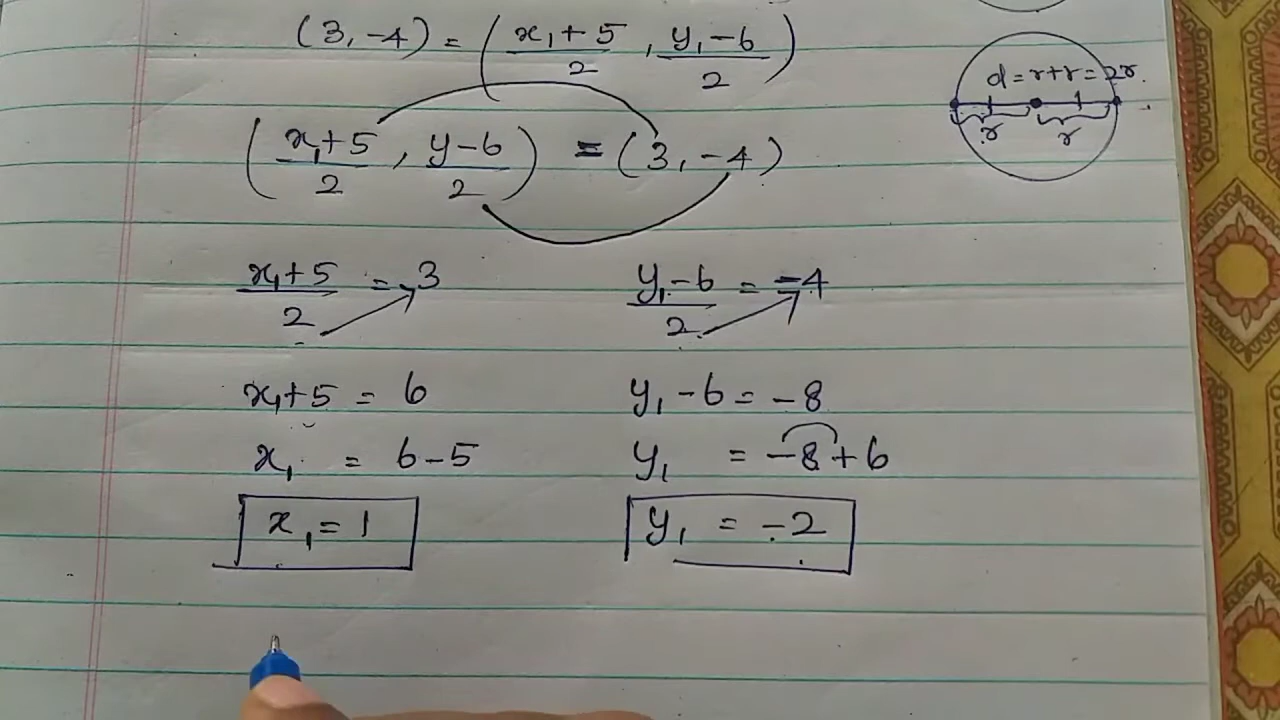 (3, -4) = (x₁+5/2, y₁-6/2)
d = r+r = 2r.
r r
(x₁+5/2, y-6/2) = (3, -4)
x₁+5/2 = 3 y₁-6/2 = -4
x₁+5 = 6 y₁-6 = -8
x₁ = 6-5 y₁ = -8+6
x₁ = 1 y₁ = -2